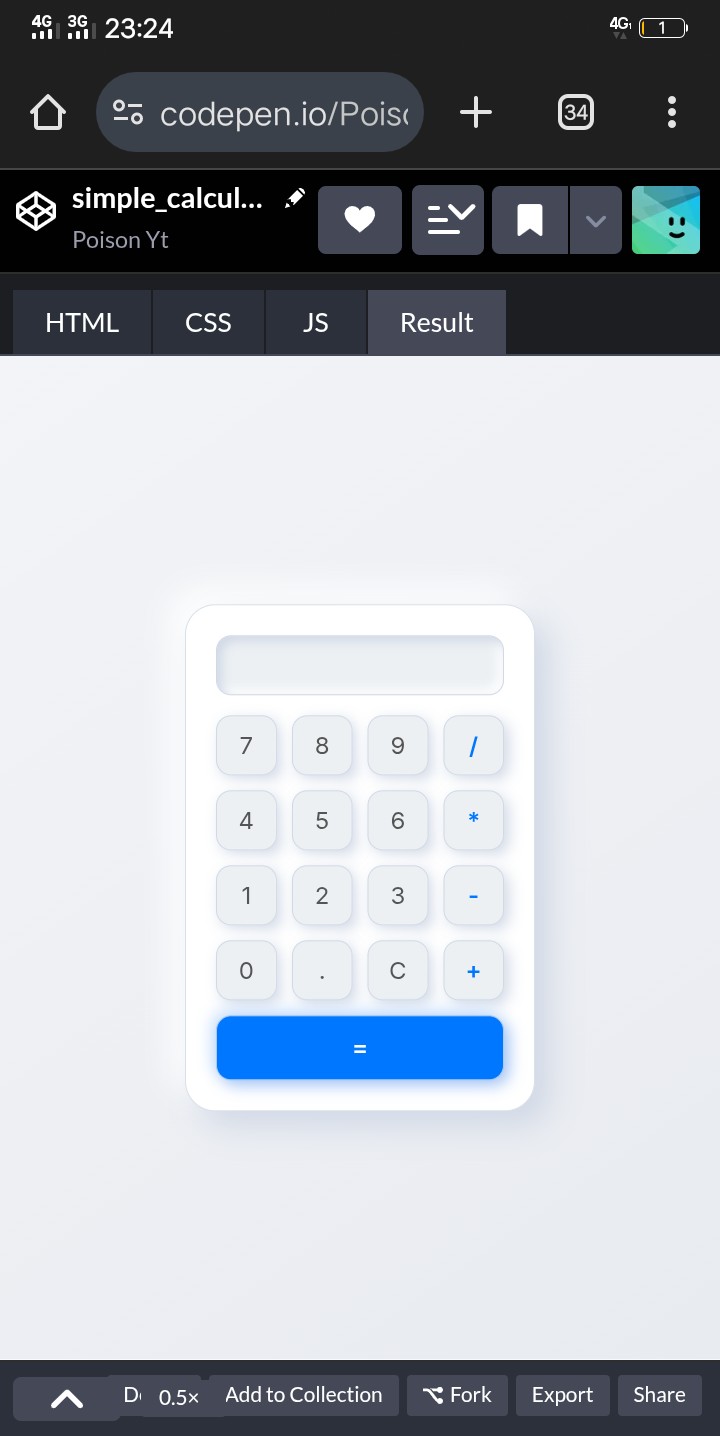 4G 3G 23:24 4G 1
codepen.io/Pois 34
simple_calcul...
Poison Yt
HTML CSS JS Result
7 8 9 /
4 5 6 *
1 2 3 -
0 . C +
=
0.5× Add to Collection Fork Export Share